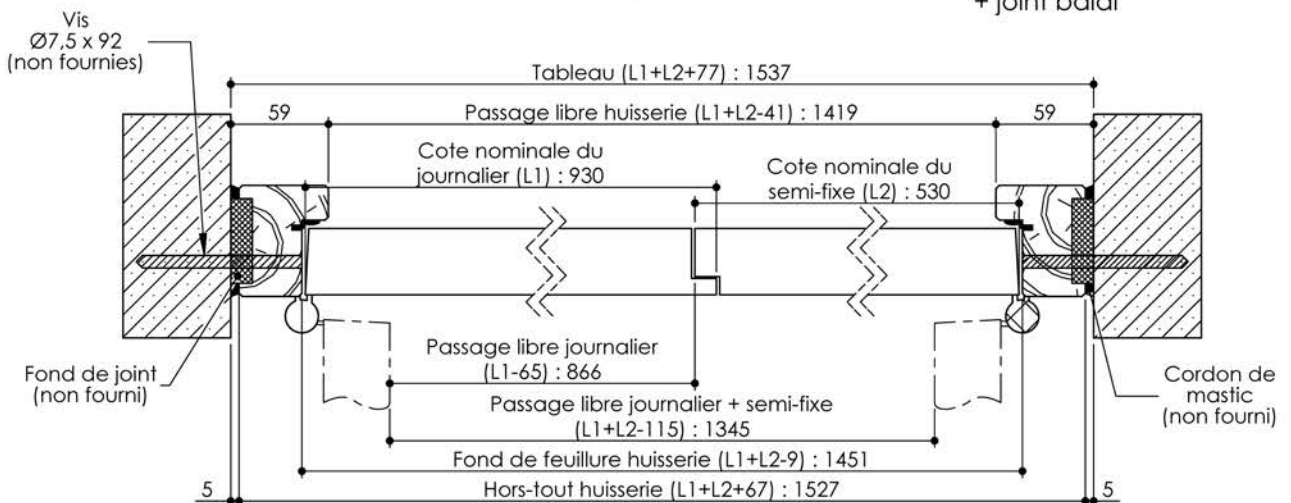 + joint balai
Vis
Ø7,5 x 92
(non fournies)
Tableau (L1+L2+77) : 1537
59
Passage libre huisserie (L1+L2-41) : 1419
59
Cote nominale du
journalier (L1) : 930
Cote nominale du
semi-fixe (L2) : 530
Passage libre journalier
(L1-65) : 866
Fond de joint
(non fourni)
Cordon de
mastic
(non fourni)
Passage libre journalier + semi-fixe
(L1+L2-115) : 1345
Fond de feuillure huisserie (L1+L2-9) : 1451
5
Hors-tout huisserie (L1+L2+67) : 1527
5